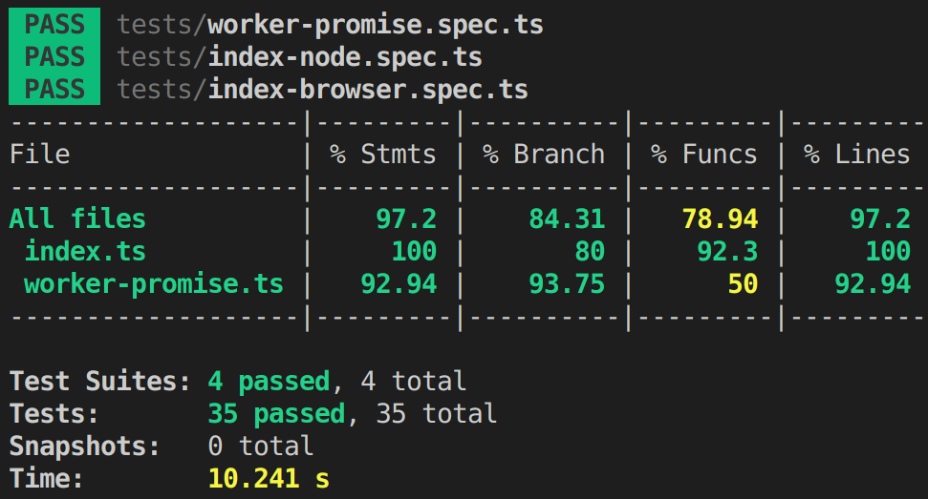 PASS tests/worker-promise.spec.ts
PASS tests/index-node.spec.ts
PASS tests/index-browser.spec.ts
-------------------|---------|----------|---------|---------
File               | % Stmts | % Branch | % Funcs | % Lines
-------------------|---------|----------|---------|---------
All files          |    97.2 |    84.31 |   78.94 |    97.2
 index.ts          |     100 |       80 |    92.3 |     100
 worker-promise.ts |   92.94 |    93.75 |      50 |   92.94
-------------------|---------|----------|---------|---------
Test Suites: 4 passed, 4 total
Tests:       35 passed, 35 total
Snapshots:   0 total
Time:        10.241 s